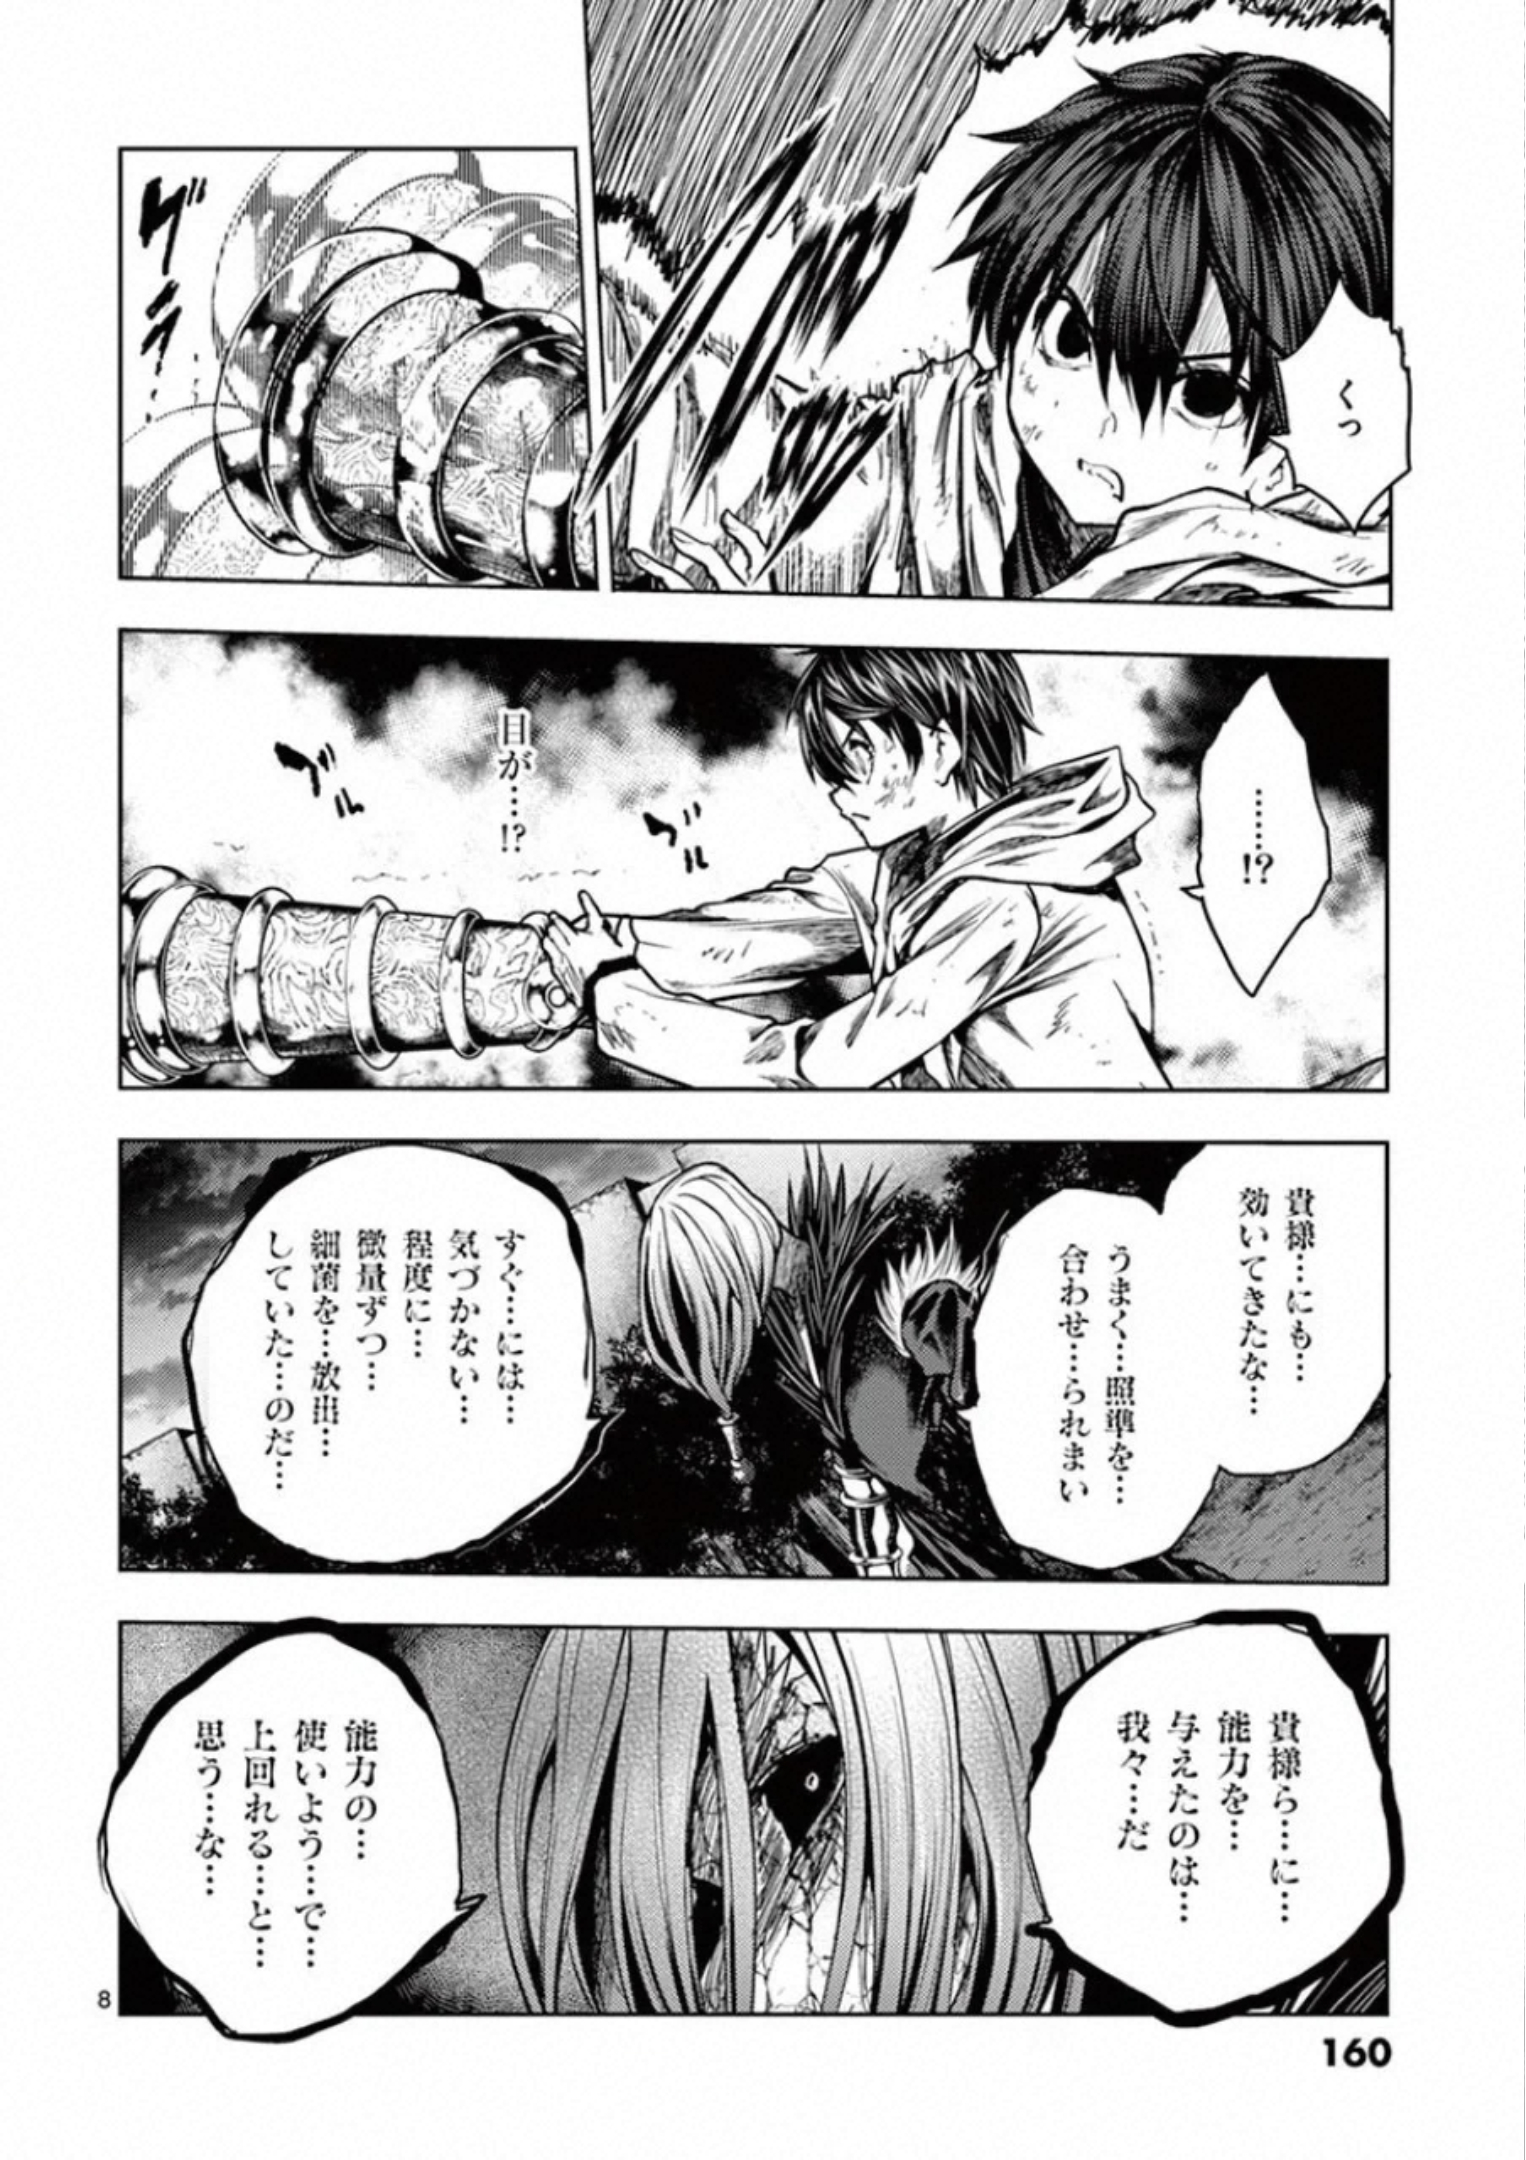 くっ
グラ…
……!?
目が…!?
ブル
ブル
貴様…にも…
効いてきたな…
うまく…照準を…
合わせ…られまい
すぐ…には…
気づかない…
程度に…
微量ずつ…
細菌を…放出…
していた…のだ…
貴様ら…に…
能力を…
与えたのは…
我々…だ
能力の…
使いよう…で…
上回れる…と…
思う…な…
8
160